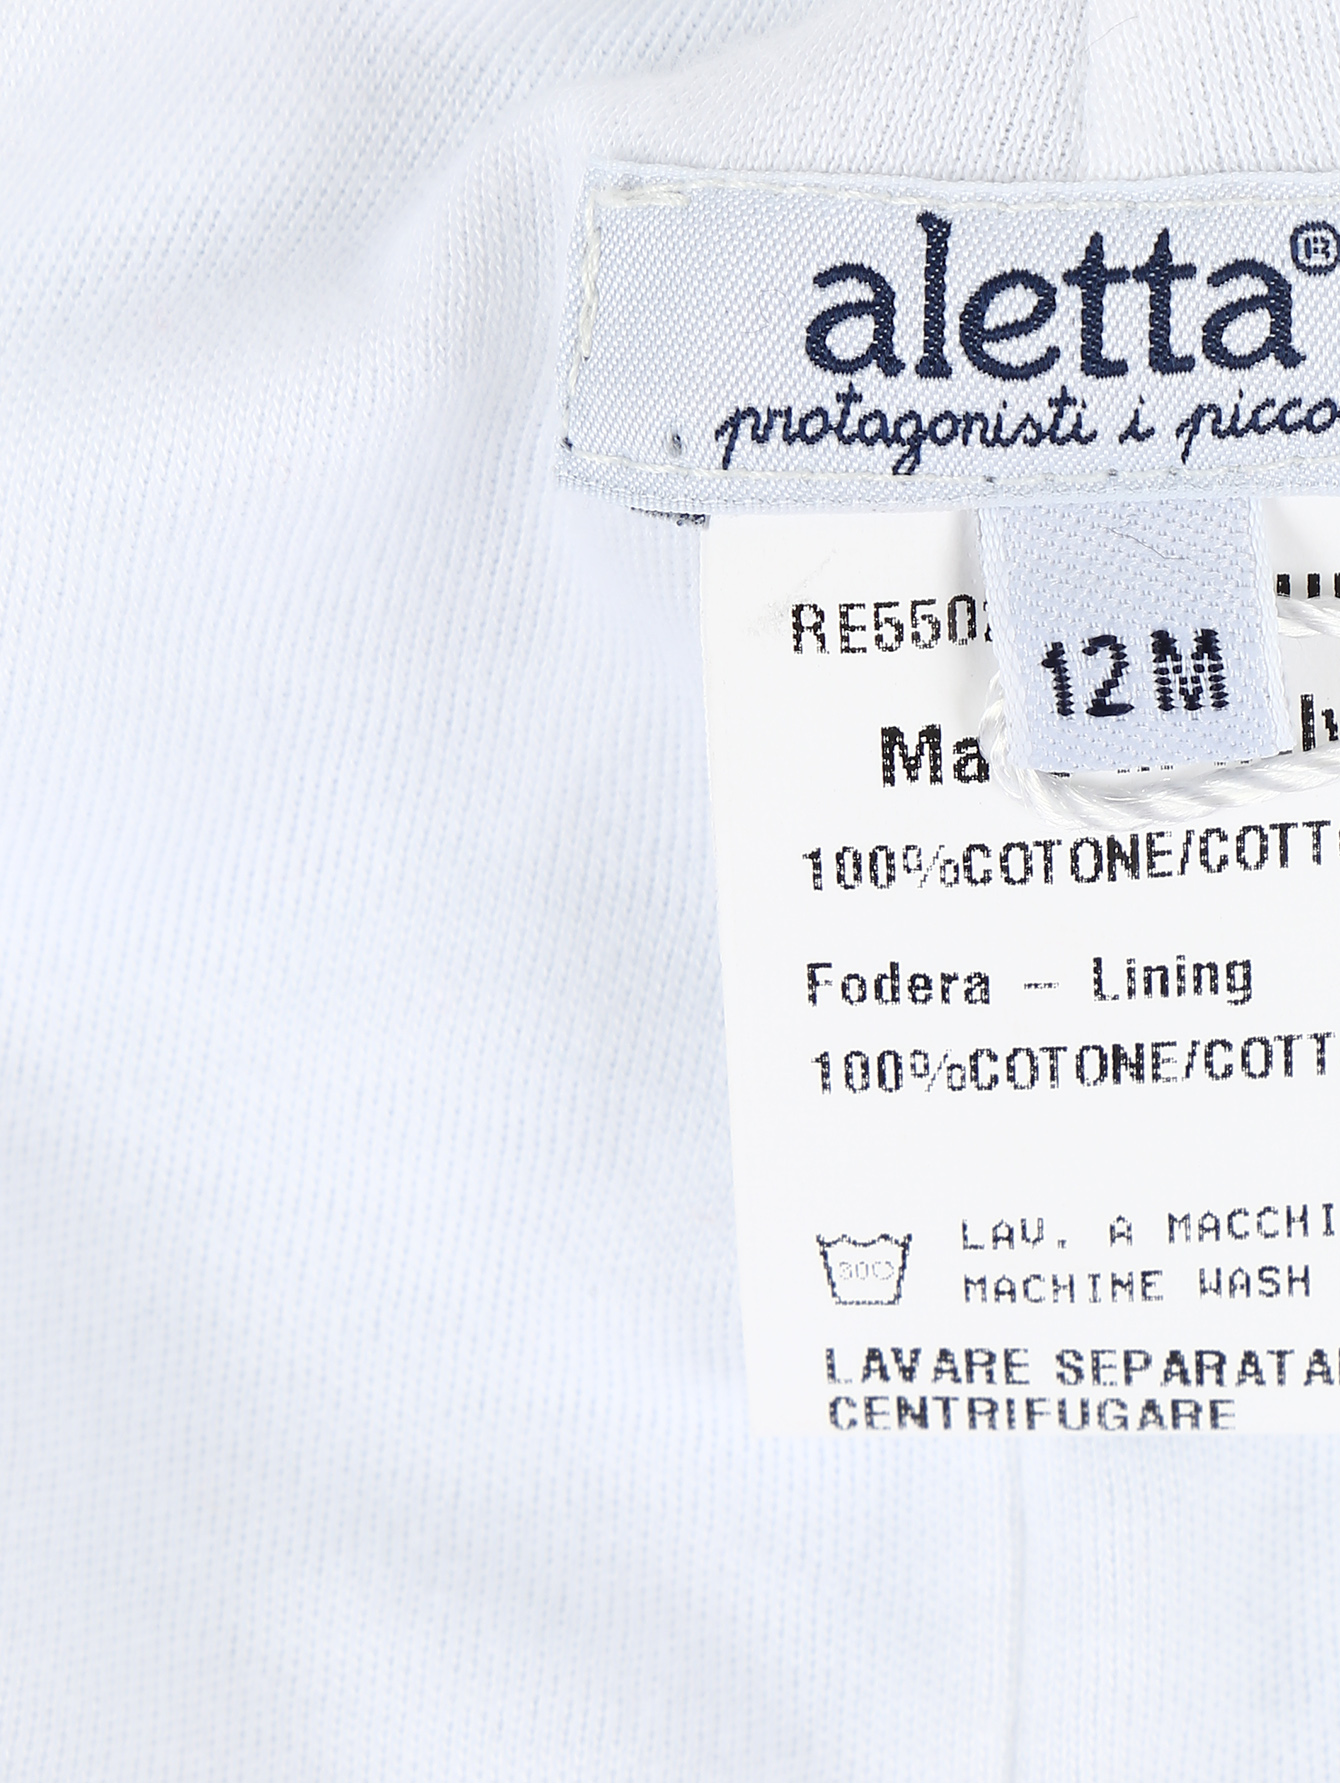 aletta®
protagonisti i picco
RE550
12M
Ma
100%COTONE/COTT
Fodera - Lining
100%COTONE/COTT
30
LAV. A MACCHI
MACHINE WASH
LAVARE SEPARATA
CENTRIFUGARE